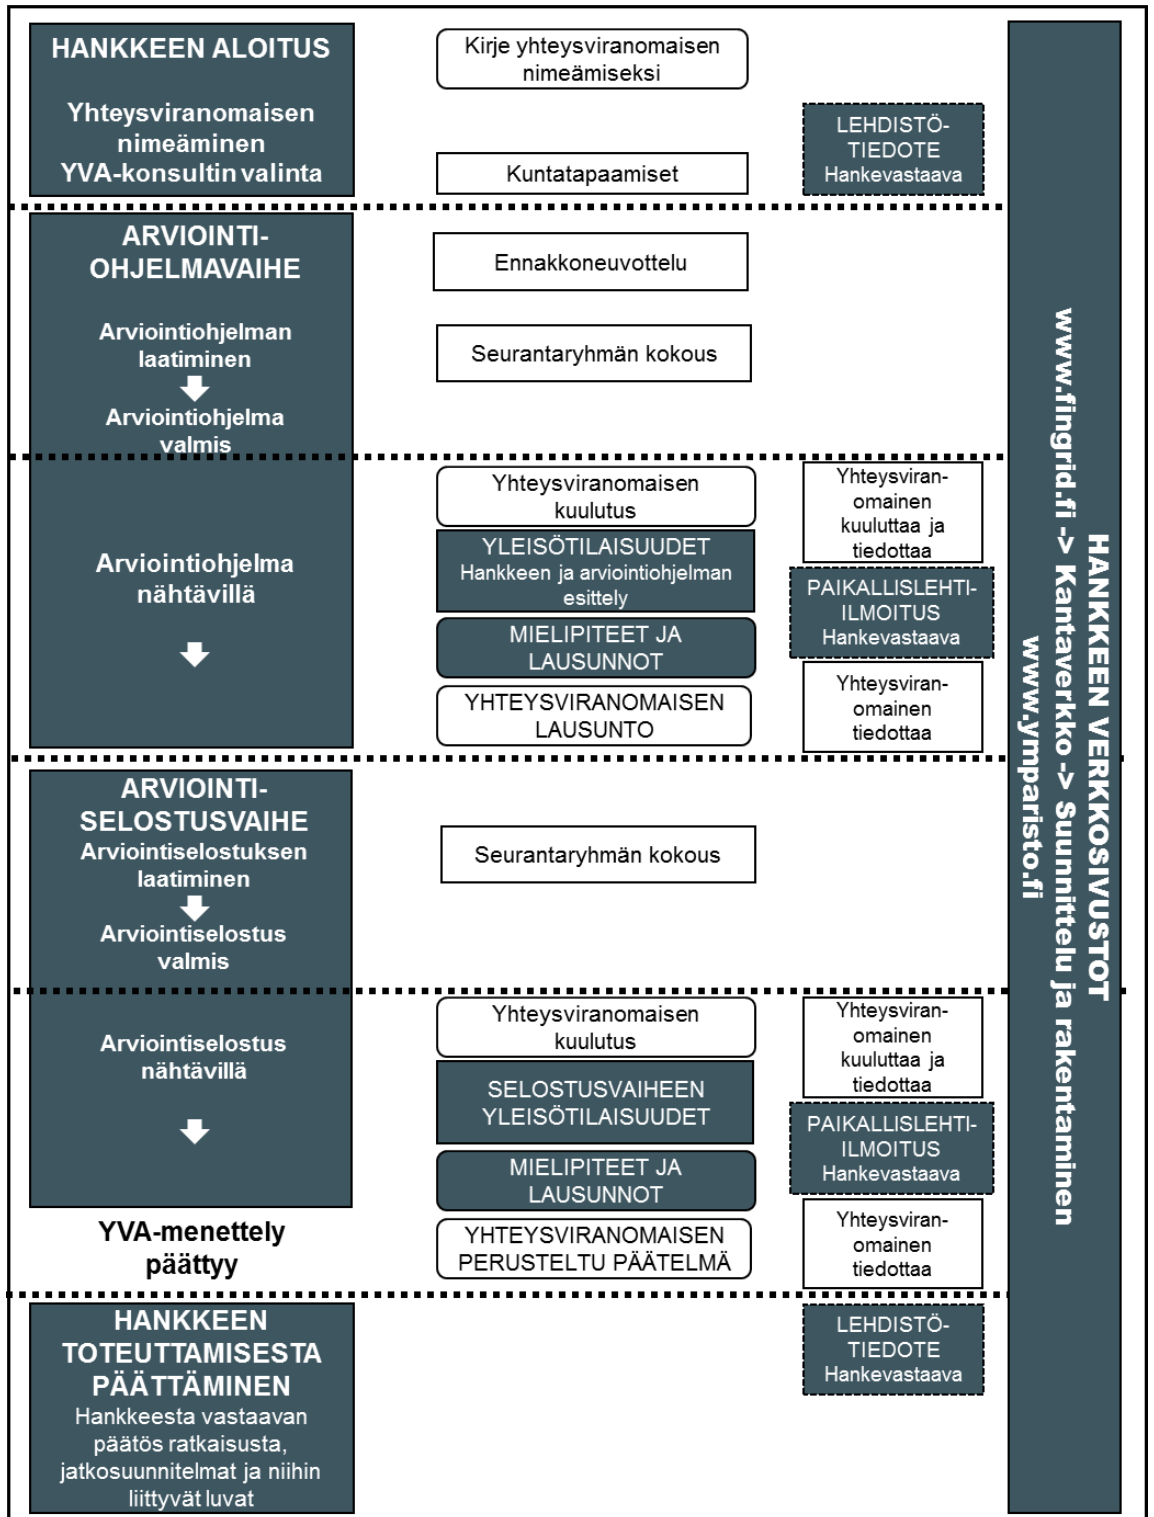 HANKKEEN ALOITUS
Yhteysviranomaisen
nimeäminen
YVA-konsultin valinta
Kirje yhteysviranomaisen
nimeämiseksi
Kuntatapaamiset
LEHDISTÖ-
TIEDOTE
Hankevastaava
ARVIOINTI-
OHJELMAVAIHE
Arviointiohjelman
laatiminen
Arviointiohjelma
valmis
Ennakkoneuvottelu
Seurantaryhmän kokous
Arviointiohjelma
nähtävillä
Yhteysviranomaisen
kuulutus
YLEISÖTILAISUUDET
Hankkeen ja arviointiohjelman
esittely
MIELIPITEET JA
LAUSUNNOT
YHTEYSVIRANOMAISEN
LAUSUNTO
Yhteysviran-
omainen
kuuluttaa ja
tiedottaa
PAIKALLISLEHTI-
ILMOITUS
Hankevastaava
Yhteysviran-
omainen
tiedottaa
ARVIOINTI-
SELOSTUSVAIHE
Arviointiselostuksen
laatiminen
Arviointiselostus
valmis
Seurantaryhmän kokous
Arviointiselostus
nähtävillä
Yhteysviranomaisen
kuulutus
SELOSTUSVAIHEEN
YLEISÖTILAISUUDET
MIELIPITEET JA
LAUSUNNOT
YHTEYSVIRANOMAISEN
PERUSTELTU PÄÄTELMÄ
Yhteysviran-
omainen
kuuluttaa ja
tiedottaa
PAIKALLISLEHTI-
ILMOITUS
Hankevastaava
Yhteysviran-
omainen
tiedottaa
YVA-menettely
päättyy
HANKKEEN
TOTEUTTAMISESTA
PÄÄTTÄMINEN
Hankkeesta vastaavan
päätös ratkaisusta,
jatkosuunnitelmat ja niihin
liittyvät luvat
LEHDISTÖ-
TIEDOTE
Hankevastaava
HANKKEEN VERKKOSIVUSTOT
www.fingrid.fi -> Kantaverkko -> Suunnittelu ja rakentaminen
www.ymparisto.fi